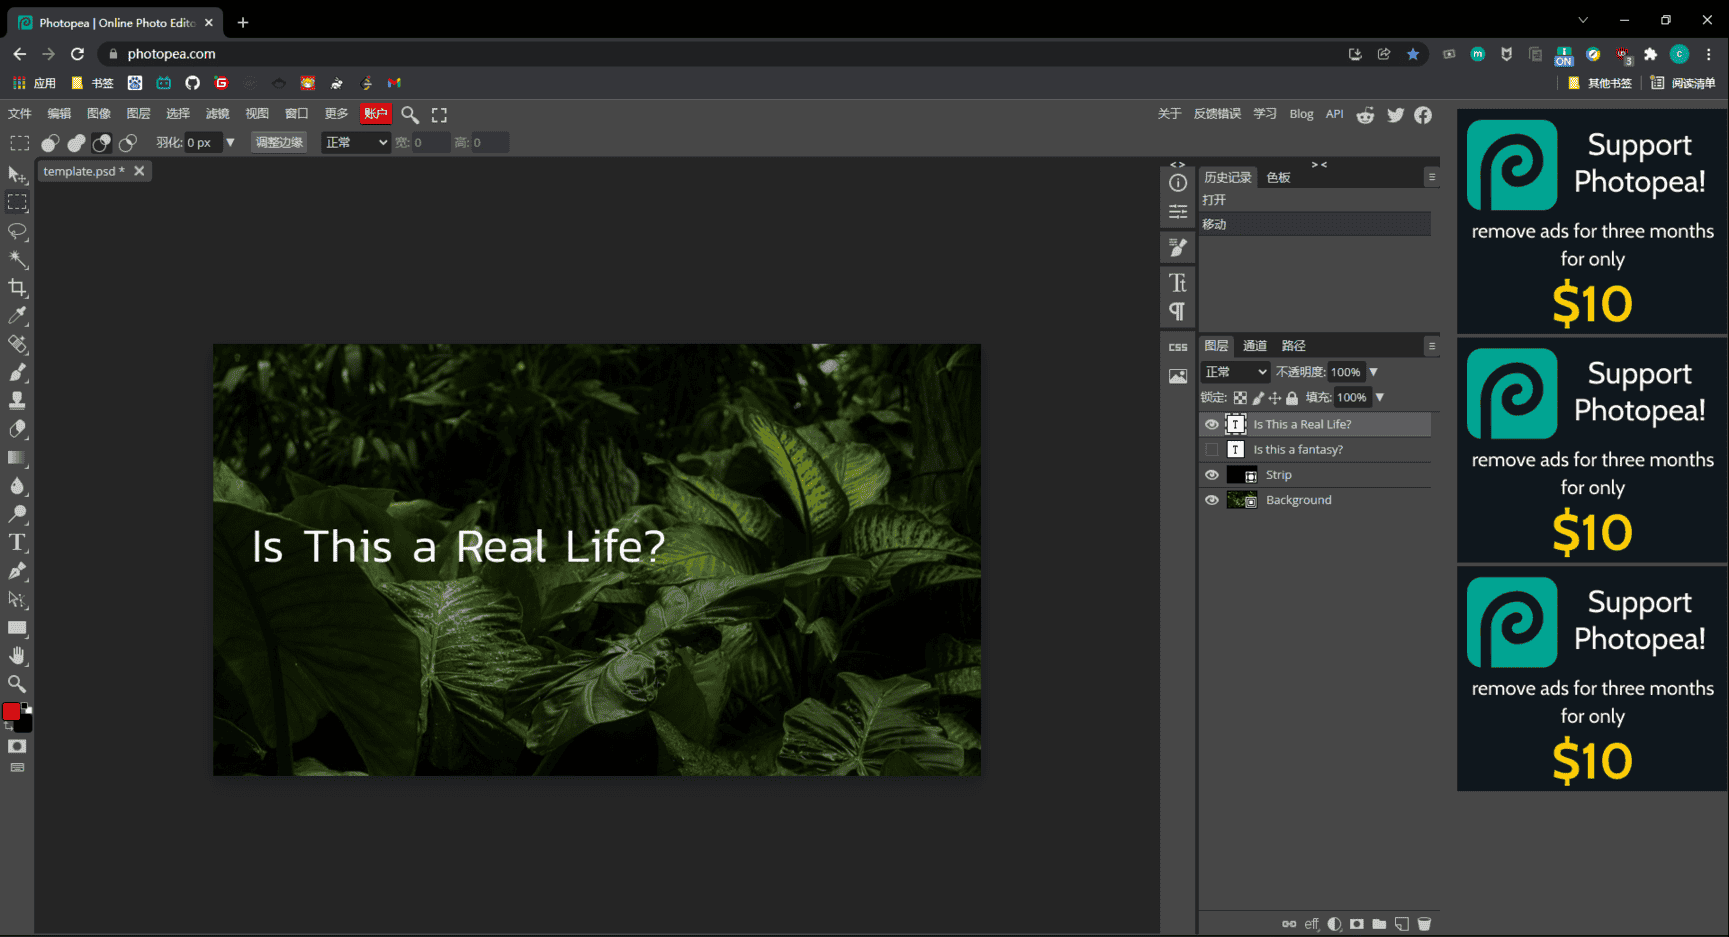 Photopea | Online Photo Edito
photopea.com
ON
3
应用
书签
其他书签
阅读清单
文件 编辑 图像 图层 选择 滤镜 视图 窗口 更多 账户
关于 反馈错误 学习 Blog API
羽化: 0 px 调整边缘 正常 宽: 0 高: 0
template.psd *
历史记录 色板
打开
移动
CSS
图层 通道 路径
正常 不透明度: 100%
锁定: 填充: 100%
Is This a Real Life?
Is this a fantasy?
Strip
Background
eff
Is This a Real Life?
Support
Photopea!
remove ads for three months
for only
$10
Support
Photopea!
remove ads for three months
for only
$10
Support
Photopea!
remove ads for three months
for only
$10